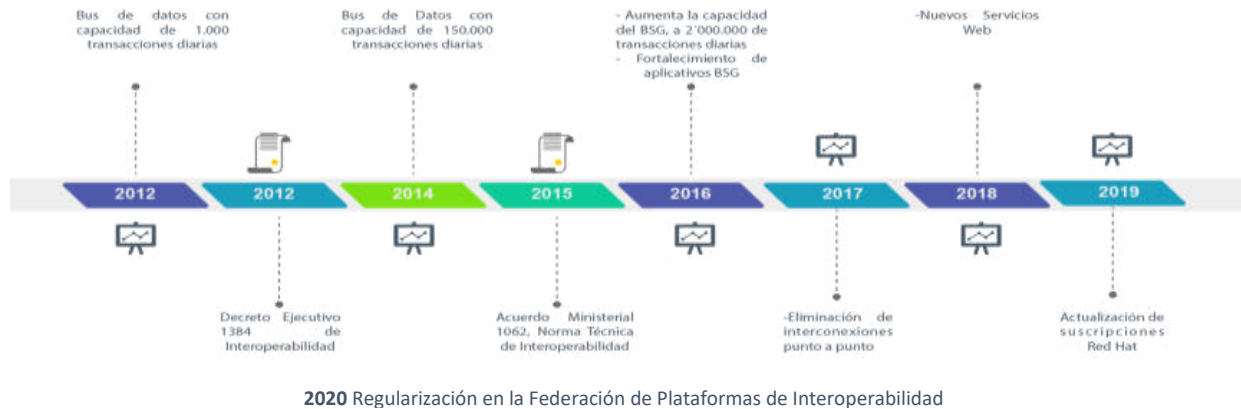 Bus de datos con
capacidad de 1.000
transacciones diarias
Bus de Datos con
capacidad de 150.000
transacciones diarias
- Aumenta la capacidad
del BSG, a 2'000.000 de
transacciones diarias
- Fortalecimiento de
aplicativos BSG
-Nuevos Servicios
Web
2012
2012
2014
2015
2016
2017
2018
2019
Decreto Ejecutivo
1384 de
Interoperabilidad
Acuerdo Ministerial
1062, Norma Técnica
de Interoperabilidad
-Eliminación de
interconexiones
punto a punto
Actualización de
suscripciones
Red Hat
2020 Regularización en la Federación de Plataformas de Interoperabilidad